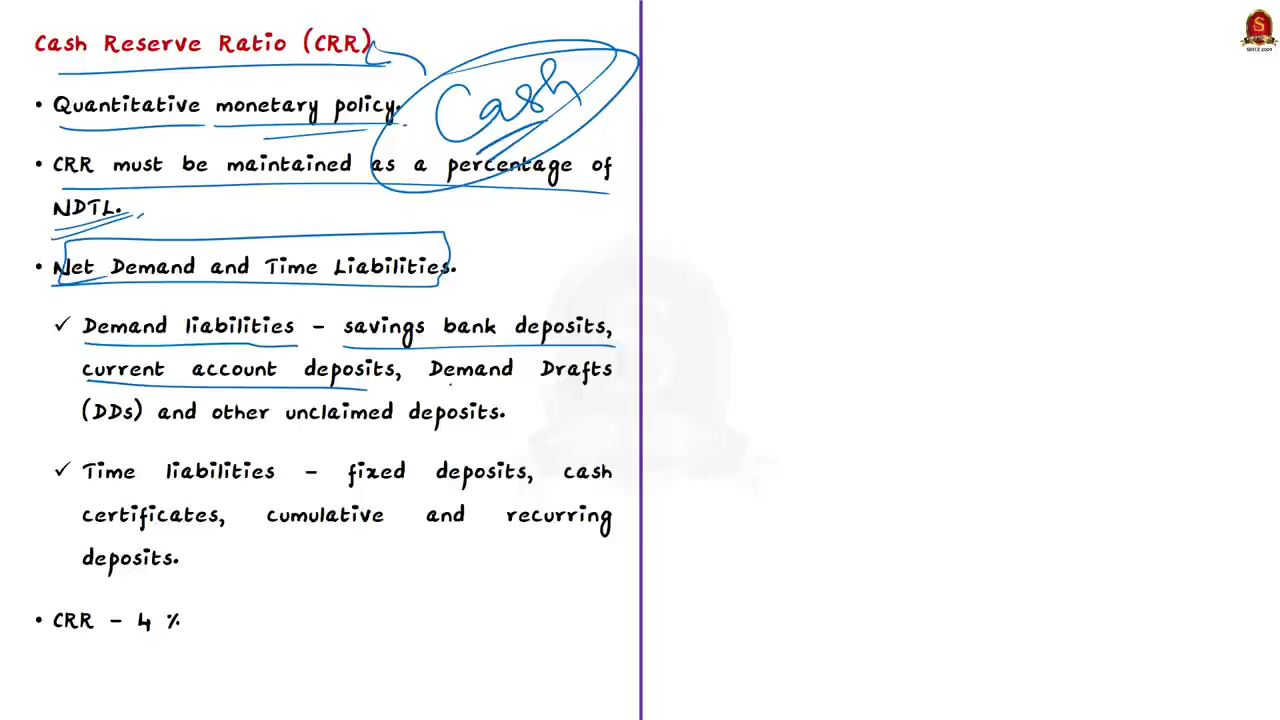 Cash Reserve Ratio (CRR)
Cash
• Quantitative monetary policy.
• CRR must be maintained as a percentage of
NDTL.
• Net Demand and Time Liabilities.
✓ Demand liabilities – savings bank deposits,
current account deposits, Demand Drafts
(DDs) and other unclaimed deposits.
✓ Time liabilities – fixed deposits, cash
certificates, cumulative and recurring
deposits.
• CRR – 4 %
S
SINCE 2004